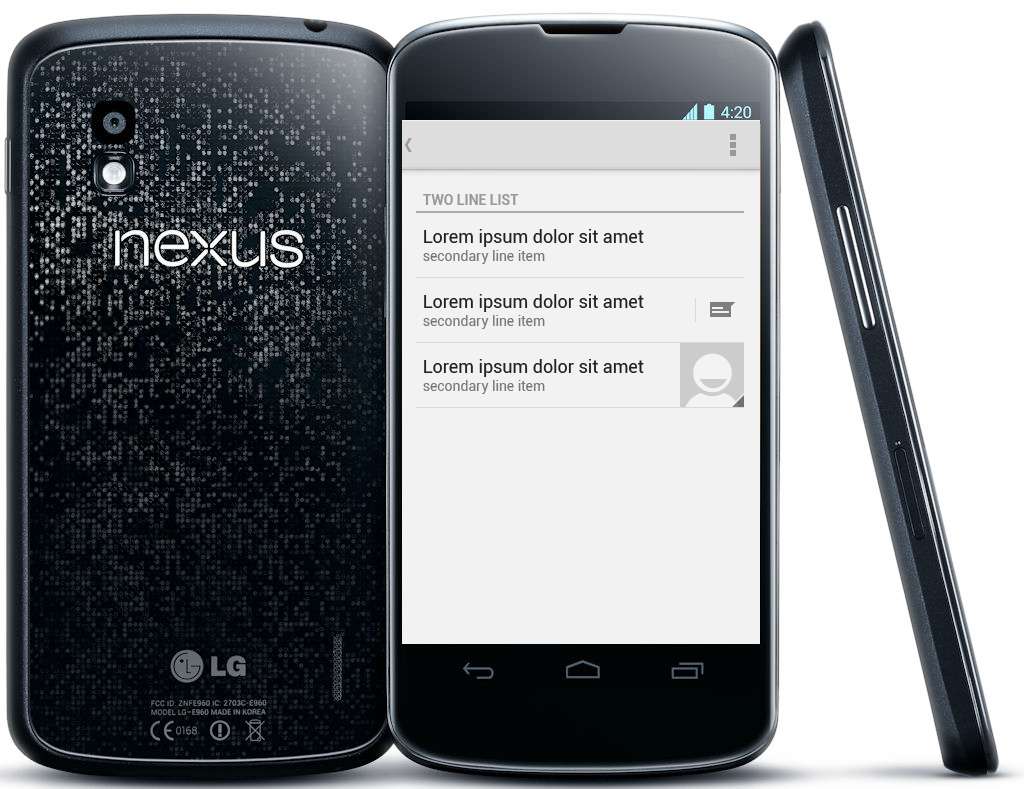 nexus
LG
FCC ID: ZNFE960 IC: 2703C-E960
MODEL LG-E960 MADE IN KOREA
CE 0168
4:20
TWO LINE LIST
Lorem ipsum dolor sit amet
secondary line item
Lorem ipsum dolor sit amet
secondary line item
Lorem ipsum dolor sit amet
secondary line item